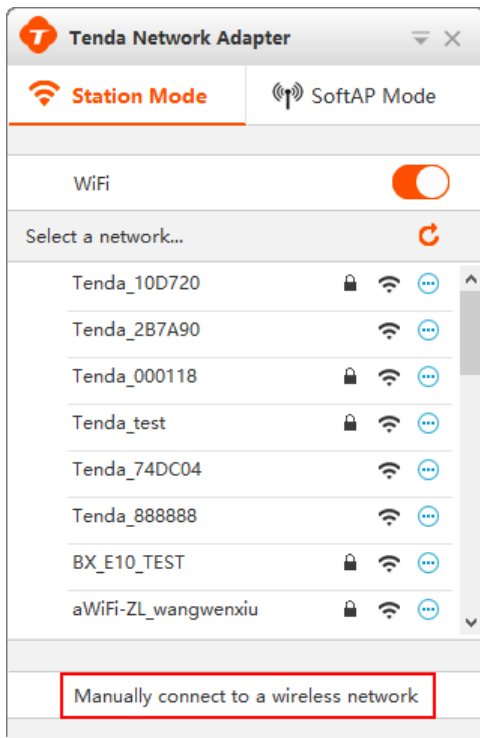 Tenda Network Adapter
Station Mode
SoftAP Mode
WiFi
Select a network...
Tenda_10D720
Tenda_2B7A90
Tenda_000118
Tenda_test
Tenda_74DC04
Tenda_888888
BX_E10_TEST
aWiFi-ZL_wangwenxiu
Manually connect to a wireless network